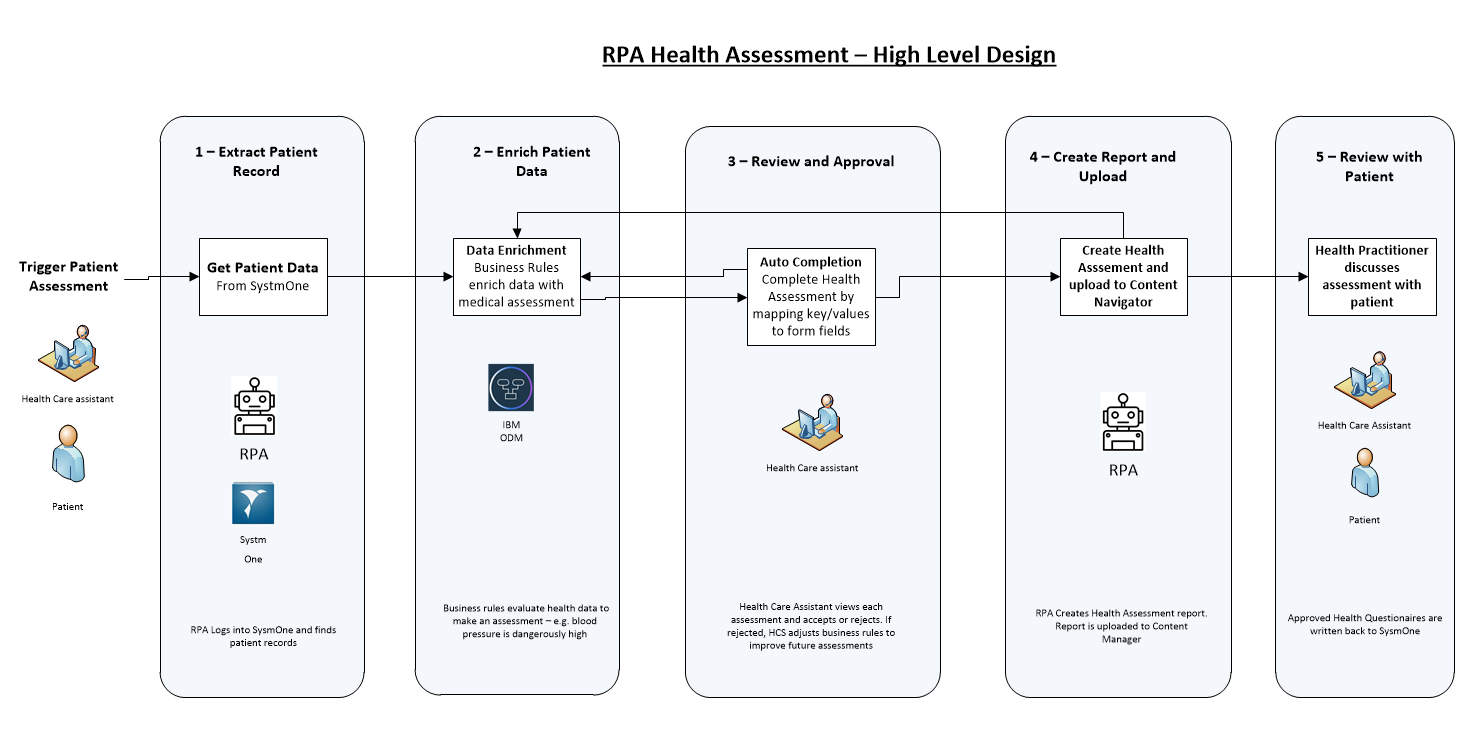 RPA Health Assessment – High Level Design
Trigger Patient
Assessment
Health Care assistant
Patient
1 – Extract Patient
Record
Get Patient Data
From SystmOne
RPA
Systm
One
RPA Logs into SysmOne and finds
patient records
2 – Enrich Patient
Data
Data Enrichment
Business Rules
enrich data with
medical assessment
IBM
ODM
Business rules evaluate health data to
make an assessment – e.g. blood
pressure is dangerously high
3 – Review and Approval
Auto Completion
Complete Health
Assessment by
mapping key/values
to form fields
Health Care assistant
Health Care Assistant views each
assessment and accepts or rejects. If
rejected, HCS adjusts business rules to
improve future assessments
4 – Create Report and
Upload
Create Health
Asssement and
upload to Content
Navigator
RPA
RPA Creates Health Assessment report.
Report is uploaded to Content
Manager
5 – Review with
Patient
Health Practitioner
discusses
assessment with
patient
Health Care Assistant
Patient
Approved Health Questionaires are
written back to SysmOne